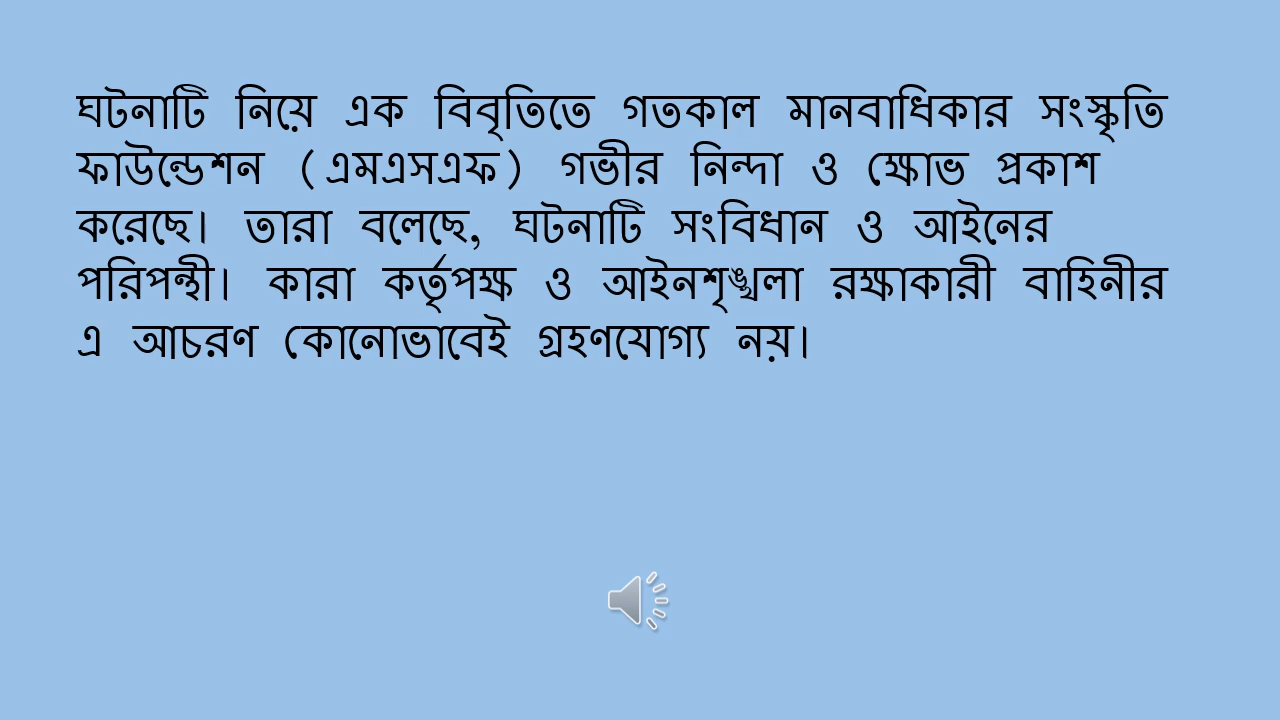 ঘটনাটি নিয়ে এক বিবৃতিতে গতকাল মানবাধিকার সংস্কৃতি
ফাউন্ডেশন (এমএসএফ) গভীর নিন্দা ও ক্ষোভ প্রকাশ
করেছে। তারা বলেছে, ঘটনাটি সংবিধান ও আইনের
পরিপন্থী। কারা কর্তৃপক্ষ ও আইনশৃঙ্খলা রক্ষাকারী বাহিনীর
এ আচরণ কোনোভাবেই গ্রহণযোগ্য নয়।